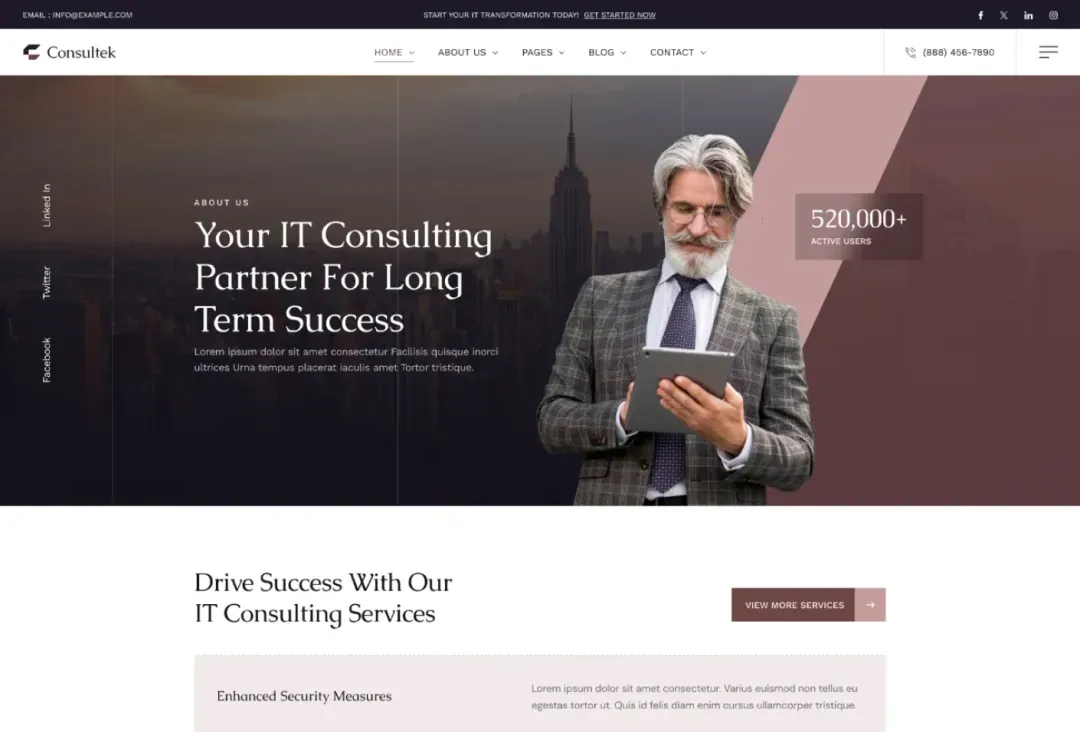 EMAIL : INFO@EXAMPLE.COM
START YOUR IT TRANSFORMATION TODAY! GET STARTED NOW
Consultek
HOME
ABOUT US
PAGES
BLOG
CONTACT
(888) 456-7890
Linked In
Twitter
Facebook
ABOUT US
Your IT Consulting
Partner For Long
Term Success
Lorem ipsum dolor sit amet consectetur Facilisis quisque inorci
ultrices Urna tempus placerat iaculis amet Tortor tristique.
520,000+
ACTIVE USERS
Drive Success With Our
IT Consulting Services
VIEW MORE SERVICES
Enhanced Security Measures
Lorem ipsum dolor sit amet consectetur. Varius euismod non tellus eu
egestas tortor ut. Quis id felis diam enim cursus ullamcorper tristique.